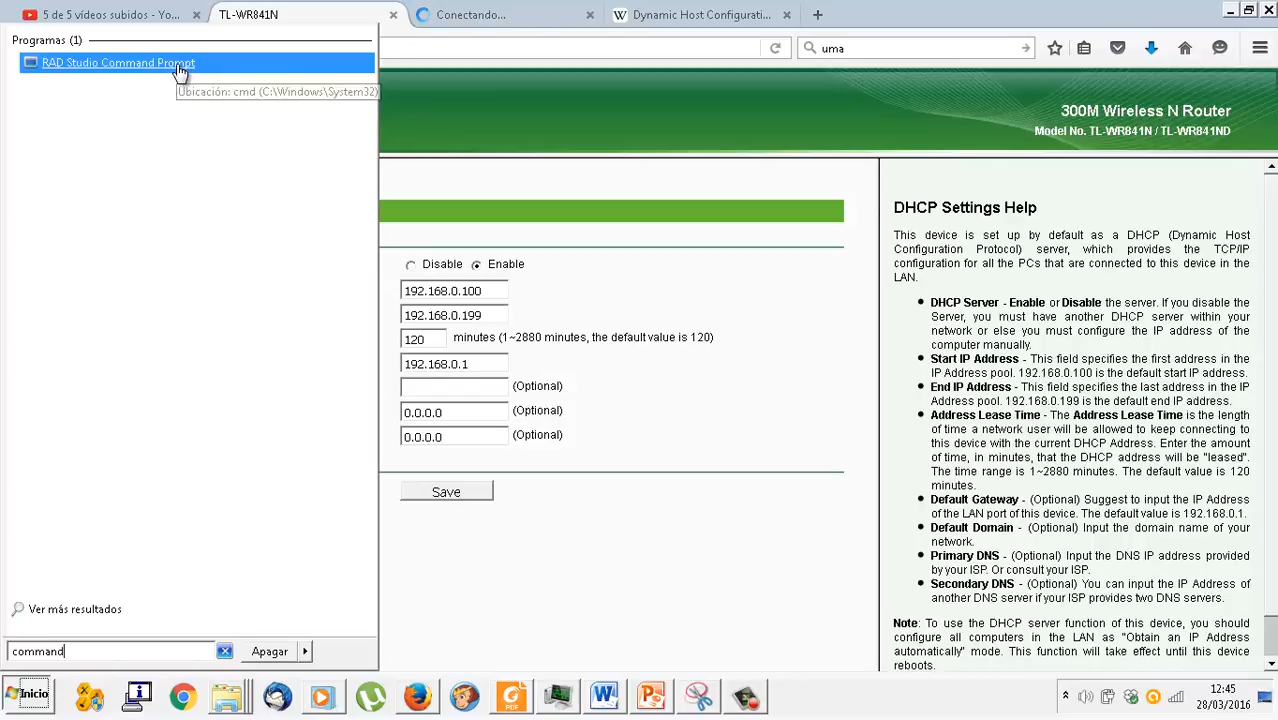 5 de 5 vídeos subidos - Yo...
TL-WR841N
Conectando...
W Dynamic Host Configurati...
Programas (1)
RAD Studio Command Prompt
Ubicación: cmd (C:\Windows\System32)
uma
300M Wireless N Router
Model No. TL-WR841N / TL-WR841ND
Disable Enable
192.168.0.100
192.168.0.199
120 minutes (1~2880 minutes, the default value is 120)
192.168.0.1
(Optional)
0.0.0.0 (Optional)
0.0.0.0 (Optional)
Save
DHCP Settings Help
This device is set up by default as a DHCP (Dynamic Host
Configuration Protocol) server, which provides the TCP/IP
configuration for all the PCs that are connected to this device in the
LAN.
DHCP Server - Enable or Disable the server. If you disable the
Server, you must have another DHCP server within your
network or else you must configure the IP address of the
computer manually.
Start IP Address - This field specifies the first address in the
IP Address pool. 192.168.0.100 is the default start IP address.
End IP Address - This field specifies the last address in the IP
Address pool. 192.168.0.199 is the default end IP address.
Address Lease Time - The Address Lease Time is the length
of time a network user will be allowed to keep connecting to
this device with the current DHCP Address. Enter the amount
of time, in minutes, that the DHCP address will be "leased".
The time range is 1~2880 minutes. The default value is 120
minutes.
Default Gateway - (Optional) Suggest to input the IP Address
of the LAN port of this device. The default value is 192.168.0.1.
Default Domain - (Optional) Input the domain name of your
network.
Primary DNS - (Optional) Input the DNS IP address provided
by your ISP. Or consult your ISP.
Secondary DNS - (Optional) You can input the IP Address of
another DNS server if your ISP provides two DNS servers.
Note: To use the DHCP server function of this device, you should
configure all computers in the LAN as "Obtain an IP Address
automatically" mode. This function will take effect until this device
reboots.
Ver más resultados
command
Apagar
Inicio
PDF
12:45
28/03/2016